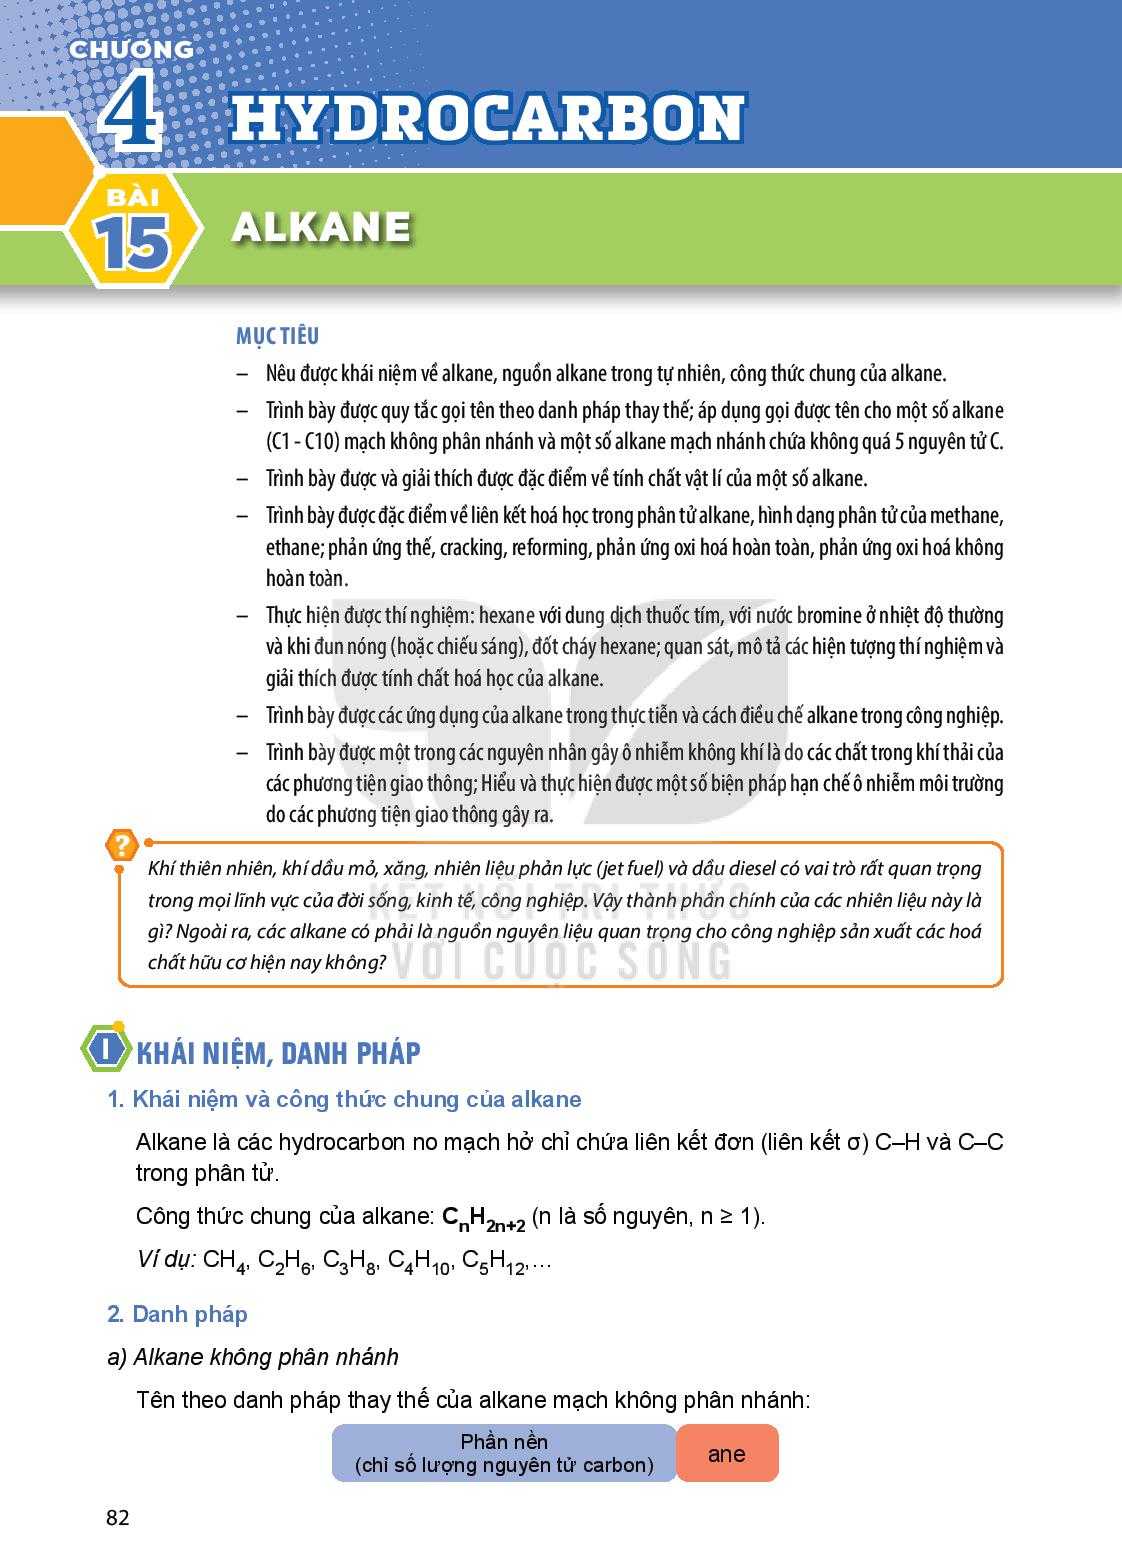 CHƯƠNG
4
HYDROCARBON
BÀI
15
ALKANE
MỤC TIÊU
– Nêu được khái niệm về alkane, nguồn alkane trong tự nhiên, công thức chung của alkane.
– Trình bày được quy tắc gọi tên theo danh pháp thay thế; áp dụng gọi được tên cho một số alkane
(C1 - C10) mạch không phân nhánh và một số alkane mạch nhánh chứa không quá 5 nguyên tử C.
– Trình bày được và giải thích được đặc điểm về tính chất vật lí của một số alkane.
– Trình bày được đặc điểm về liên kết hoá học trong phân tử alkane, hình dạng phân tử của methane,
ethane; phản ứng thế, cracking, reforming, phản ứng oxi hoá hoàn toàn, phản ứng oxi hoá không
hoàn toàn.
– Thực hiện được thí nghiệm: hexane với dung dịch thuốc tím, với nước bromine ở nhiệt độ thường
và khi đun nóng (hoặc chiếu sáng), đốt cháy hexane; quan sát, mô tả các hiện tượng thí nghiệm và
giải thích được tính chất hoá học của alkane.
– Trình bày được các ứng dụng của alkane trong thực tiễn và cách điều chế alkane trong công nghiệp.
– Trình bày được một trong các nguyên nhân gây ô nhiễm không khí là do các chất trong khí thải của
các phương tiện giao thông; Hiểu và thực hiện được một số biện pháp hạn chế ô nhiễm môi trường
do các phương tiện giao thông gây ra.
?
Khí thiên nhiên, khí dầu mỏ, xăng, nhiên liệu phản lực (jet fuel) và dầu diesel có vai trò rất quan trọng
trong mọi lĩnh vực của đời sống, kinh tế, công nghiệp. Vậy thành phần chính của các nhiên liệu này là
gì? Ngoài ra, các alkane có phải là nguồn nguyên liệu quan trọng cho công nghiệp sản xuất các hoá
chất hữu cơ hiện nay không?
KẾT NỐI TRI THỨC
VỚI CUỘC SỐNG
I KHÁI NIỆM, DANH PHÁP
1. Khái niệm và công thức chung của alkane
Alkane là các hydrocarbon no mạch hở chỉ chứa liên kết đơn (liên kết σ) C–H và C–C
trong phân tử.
Công thức chung của alkane: CₙH₂ₙ₊₂ (n là số nguyên, n ≥ 1).
Ví dụ: CH₄, C₂H₆, C₃H₈, C₄H₁₀, C₅H₁₂,...
2. Danh pháp
a) Alkane không phân nhánh
Tên theo danh pháp thay thế của alkane mạch không phân nhánh:
Phần nền
(chỉ số lượng nguyên tử carbon)
ane
82